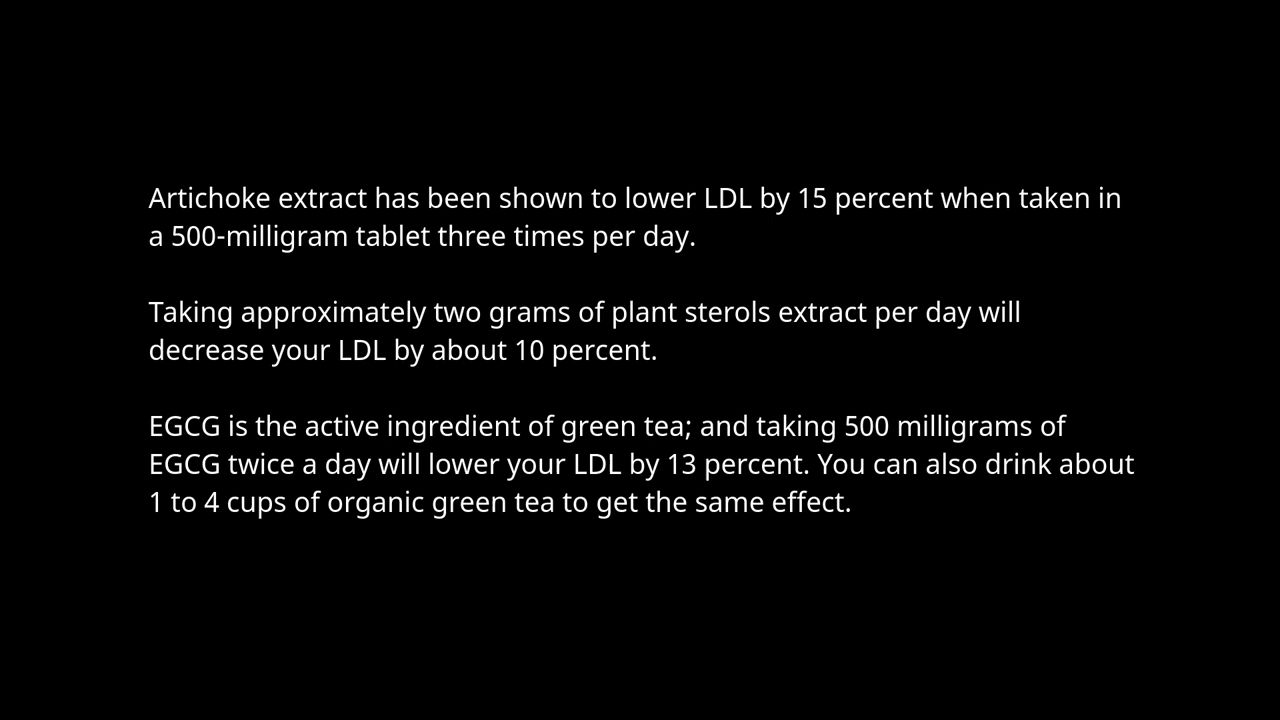 Artichoke extract has been shown to lower LDL by 15 percent when taken in
a 500-milligram tablet three times per day.
Taking approximately two grams of plant sterols extract per day will
decrease your LDL by about 10 percent.
EGCG is the active ingredient of green tea; and taking 500 milligrams of
EGCG twice a day will lower your LDL by 13 percent. You can also drink about
1 to 4 cups of organic green tea to get the same effect.